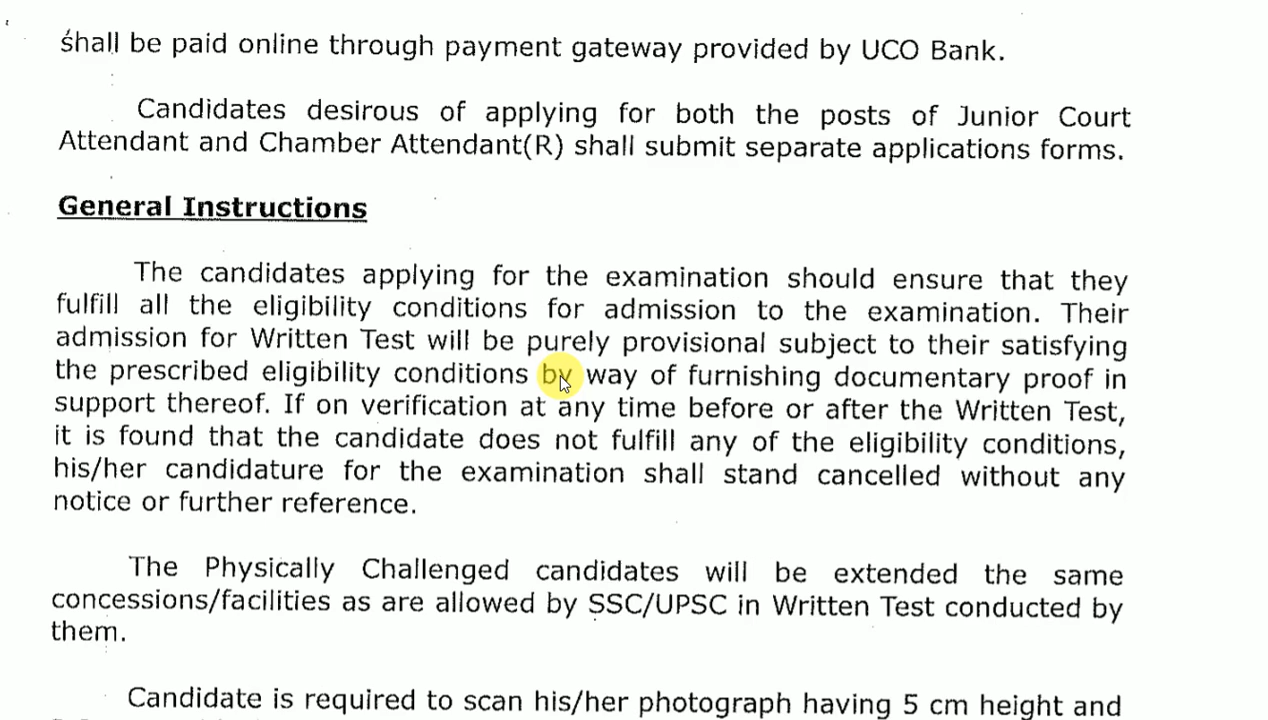 shall be paid online through payment gateway provided by UCO Bank.
Candidates desirous of applying for both the posts of Junior Court
Attendant and Chamber Attendant(R) shall submit separate applications forms.
General Instructions
The candidates applying for the examination should ensure that they
fulfill all the eligibility conditions for admission to the examination. Their
admission for Written Test will be purely provisional subject to their satisfying
the prescribed eligibility conditions by way of furnishing documentary proof in
support thereof. If on verification at any time before or after the Written Test,
it is found that the candidate does not fulfill any of the eligibility conditions,
his/her candidature for the examination shall stand cancelled without any
notice or further reference.
The Physically Challenged candidates will be extended the same
concessions/facilities as are allowed by SSC/UPSC in Written Test conducted by
them.
Candidate is required to scan his/her photograph having 5 cm height and